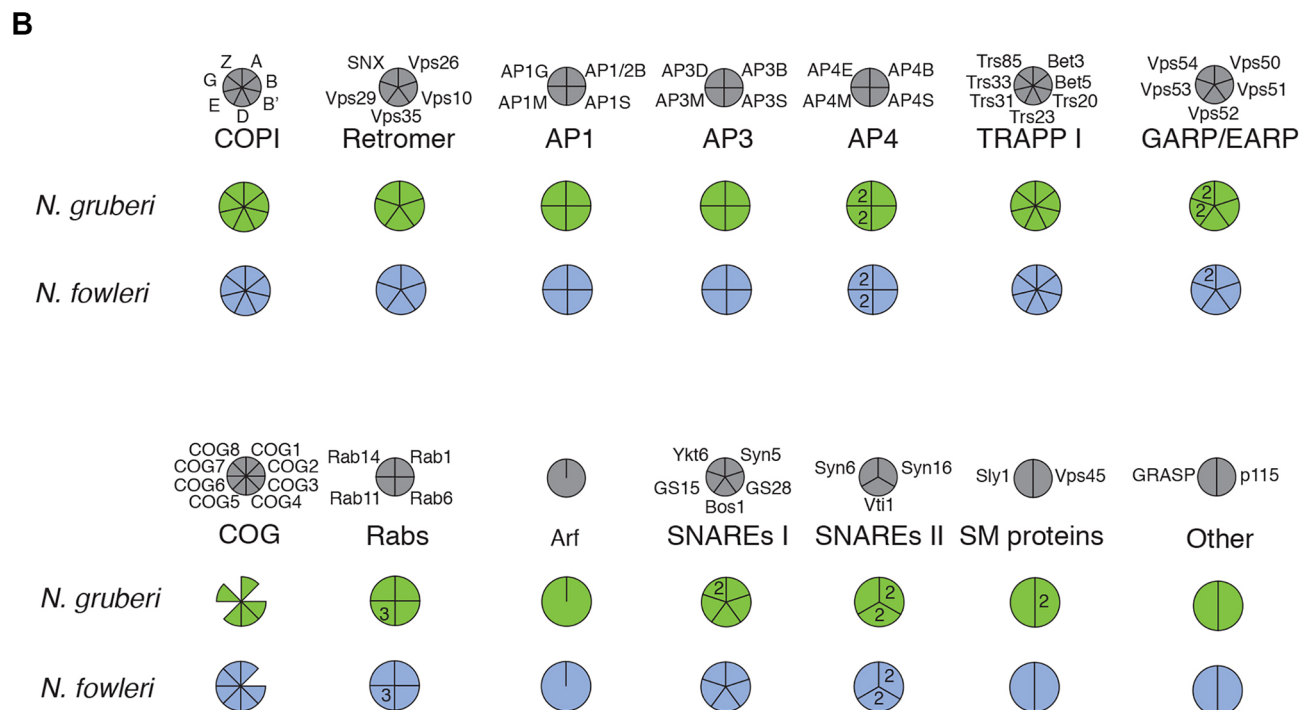 B
Z A
G B
E B'
D
COPI
SNX Vps26
Vps29 Vps10
Vps35
Retromer
AP1G AP1/2B
AP1M AP1S
AP1
AP3D AP3B
AP3M AP3S
AP3
AP4E AP4B
AP4M AP4S
AP4
Trs85 Bet3
Trs33 Bet5
Trs31 Trs20
Trs23
TRAPP I
Vps54 Vps50
Vps53 Vps51
Vps52
GARP/EARP
N. gruberi
2
2
2
2
N. fowleri
2
2
2
COG8 COG1
COG7 COG2
COG6 COG3
COG5 COG4
COG
Rab14 Rab1
Rab11 Rab6
Rabs
Arf
Ykt6 Syn5
GS15 GS28
Bos1
SNAREs I
Syn6 Syn16
Vti1
SNAREs II
Sly1 Vps45
SM proteins
GRASP p115
Other
N. gruberi
3
2
2
2
2
N. fowleri
3
2
2